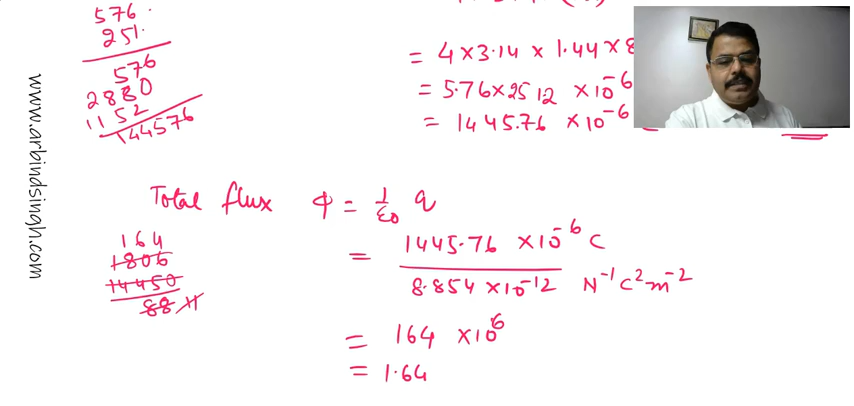 576.
251.
576
2880
1152
144576
= 4 x 3.14 x 1.44 x 8
= 5.76 x 25.12 x 10⁻⁶
= 1445.76 x 10⁻⁶
www.arbindsingh.com
Total flux φ = 1/ε0 q
= 1445.76 x 10⁻⁶ C
8.854 x 10⁻¹² N⁻¹ C² m⁻²
164
1806
14450
88
= 164 x 10⁶
= 1.64